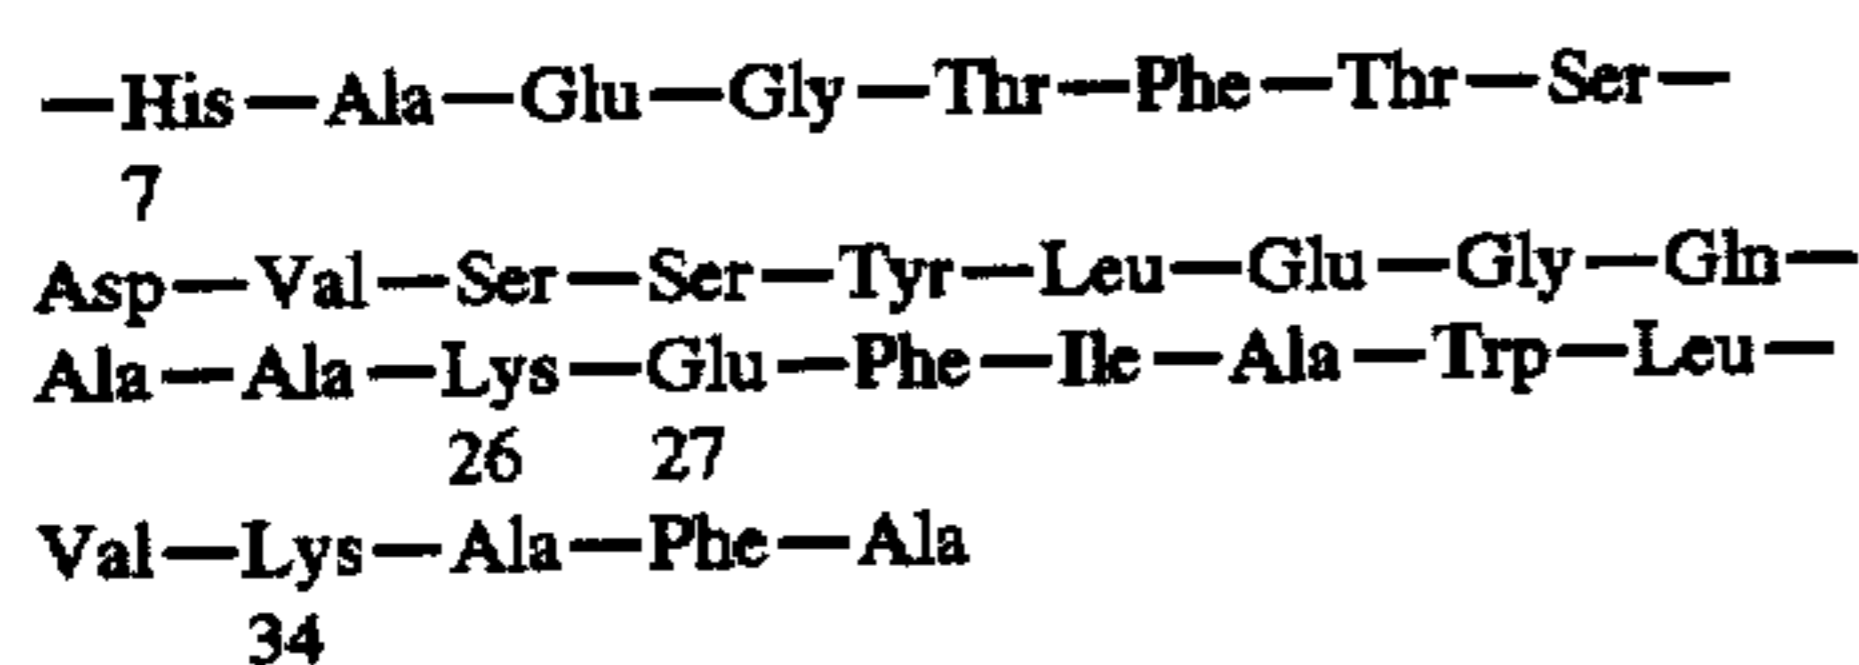 —His—Ala—Glu—Gly—Thr—Phe—Thr—Ser—
7
Asp—Val—Ser—Ser—Tyr—Leu—Glu—Gly—Gln—
Ala—Ala—Lys—Glu—Phe—Ile—Ala—Trp—Leu—
26 27
Val—Lys—Ala—Phe—Ala
34